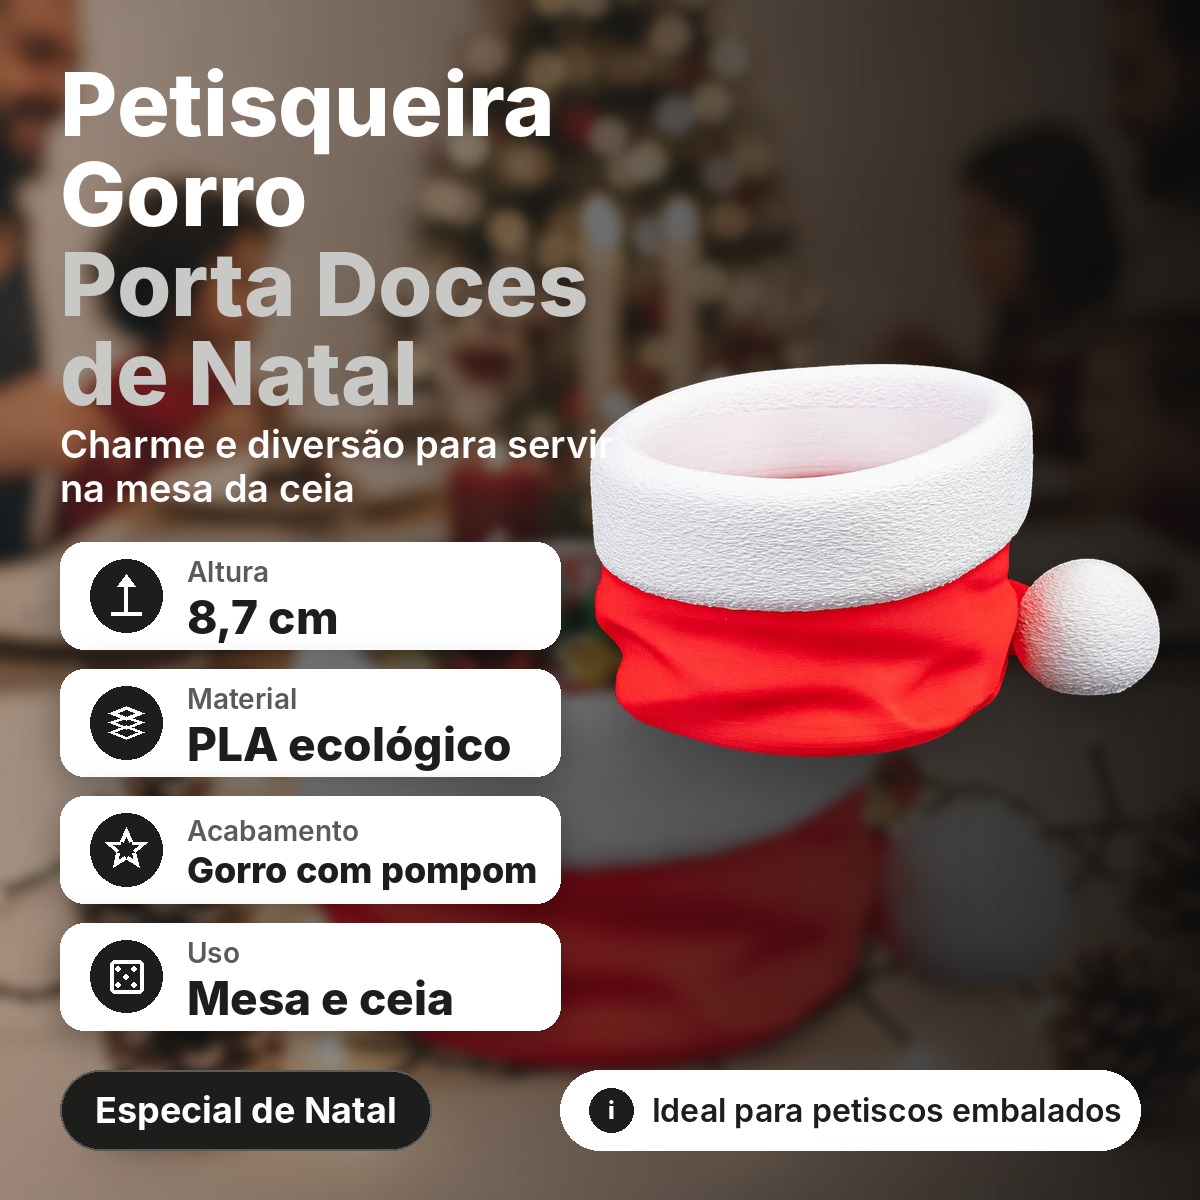 Petisqueira
Gorro
Porta Doces
de Natal
Charme e diversão para servir
na mesa da ceia
Altura
8,7 cm
Material
PLA ecológico
Acabamento
Gorro com pompom
Uso
Mesa e ceia
Especial de Natal
i Ideal para petiscos embalados